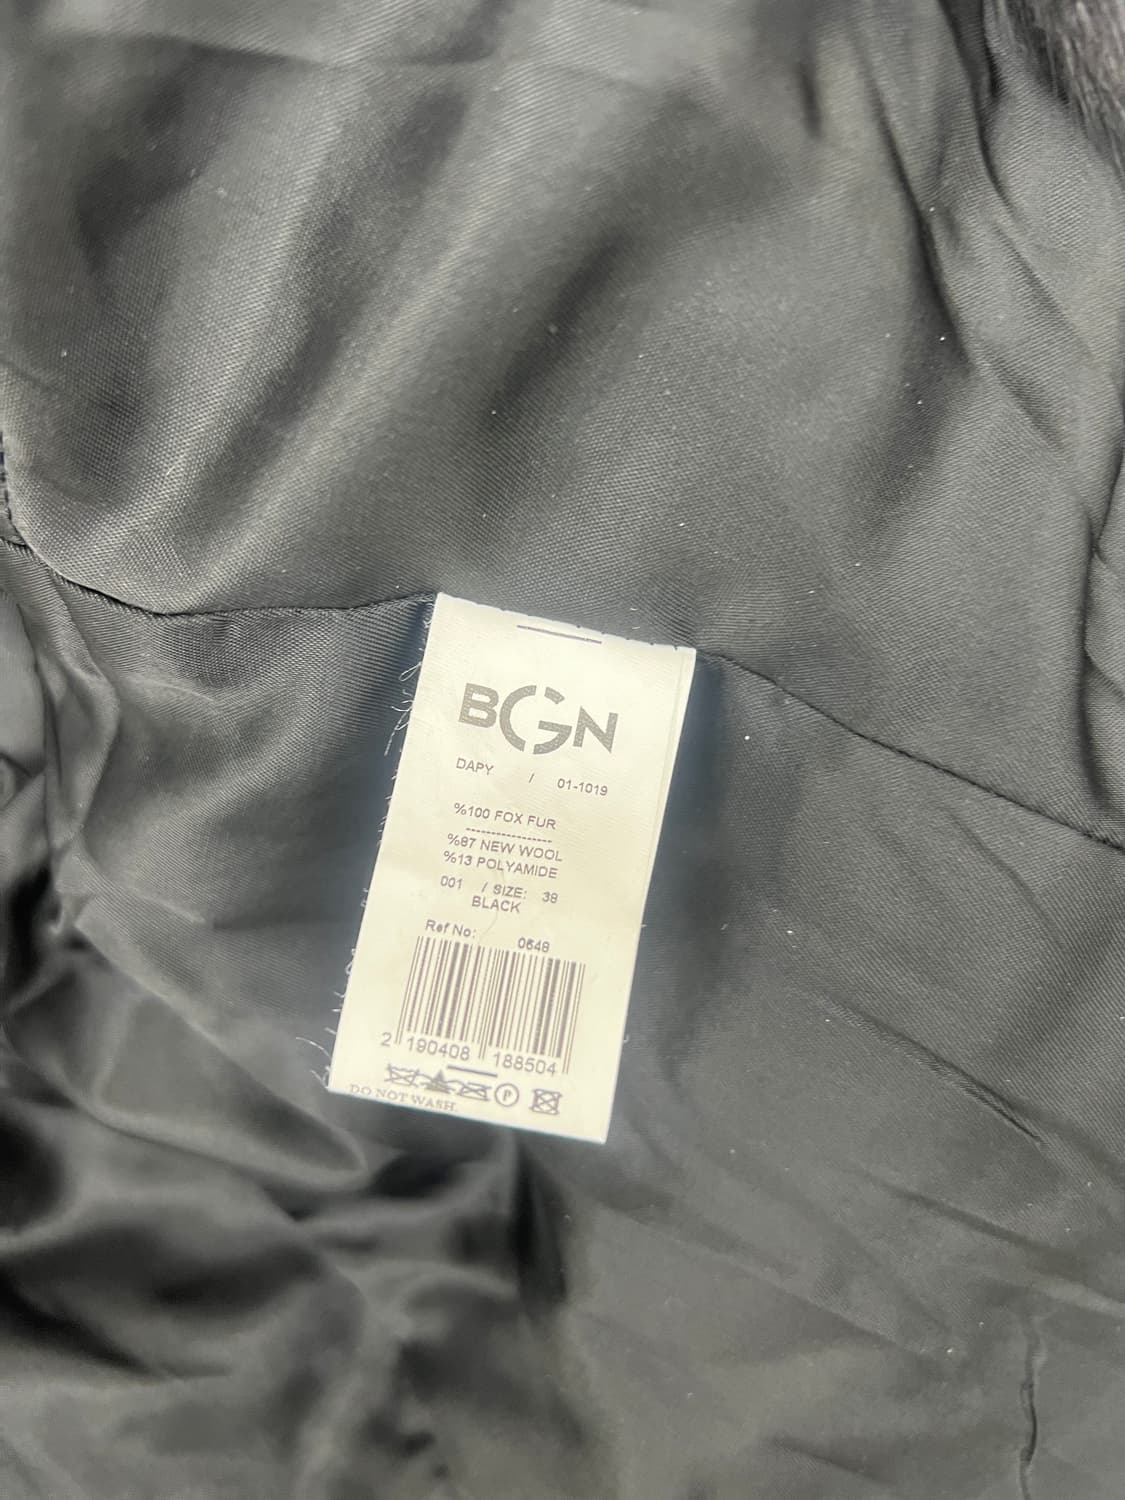 BGN
DAPY / 01-1019
%100 FOX FUR
-------------------
%87 NEW WOOL
%13 POLYAMIDE
001 / SIZE: 38
BLACK
Ref No: 0648
2 190408 188504
P
DO NOT WASH.